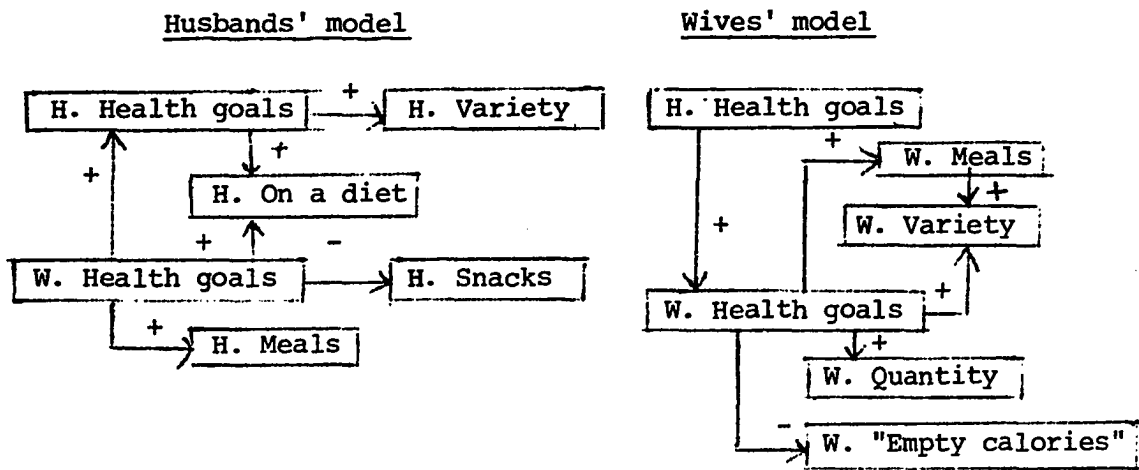 Husbands' model
H. Health goals
+
H. Variety
+
+
H. On a diet
+
-
W. Health goals
H. Snacks
+
H. Meals
Wives' model
H. Health goals
+
W. Meals
+
+
W. Variety
W. Health goals
+
+
W. Quantity
-
W. "Empty calories"